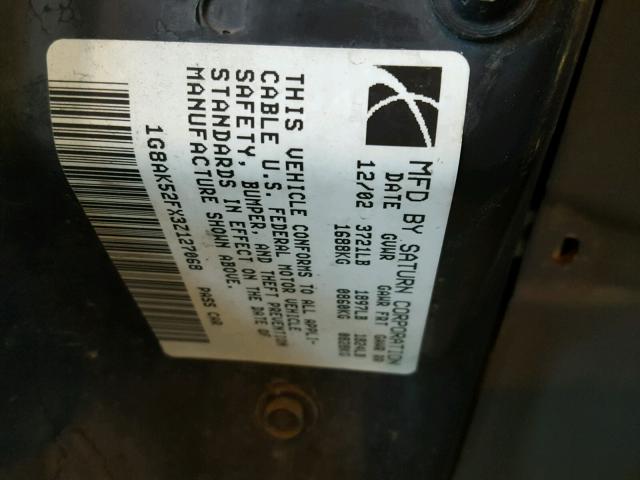 MFD BY SATURN CORPORATION
DATE GVWR GAWR FRT GAWR RR
12/02 3721LB 1897LB 1824LB
1688KG 0860KG 0828KG
THIS VEHICLE CONFORMS TO ALL APPLI-
CABLE U.S. FEDERAL MOTOR VEHICLE
SAFETY, BUMPER, AND THEFT PREVENTION
STANDARDS IN EFFECT ON THE DATE OF
MANUFACTURE SHOWN ABOVE.
1G8AK52FX3Z127068 PASS CAR